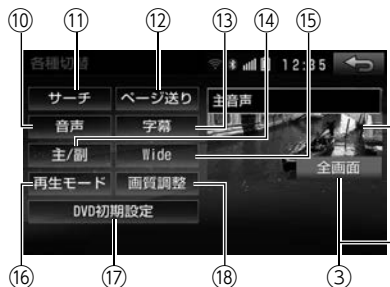 ⑩ ⑪ ⑫ ⑬ ⑭ ⑮
各種切替 12:35
サーチ ページ送り 主音声
音声 字幕
主/副 Wide 全画面
再生モード 画質調整
DVD初期設定
⑯ ⑰ ⑱ ③